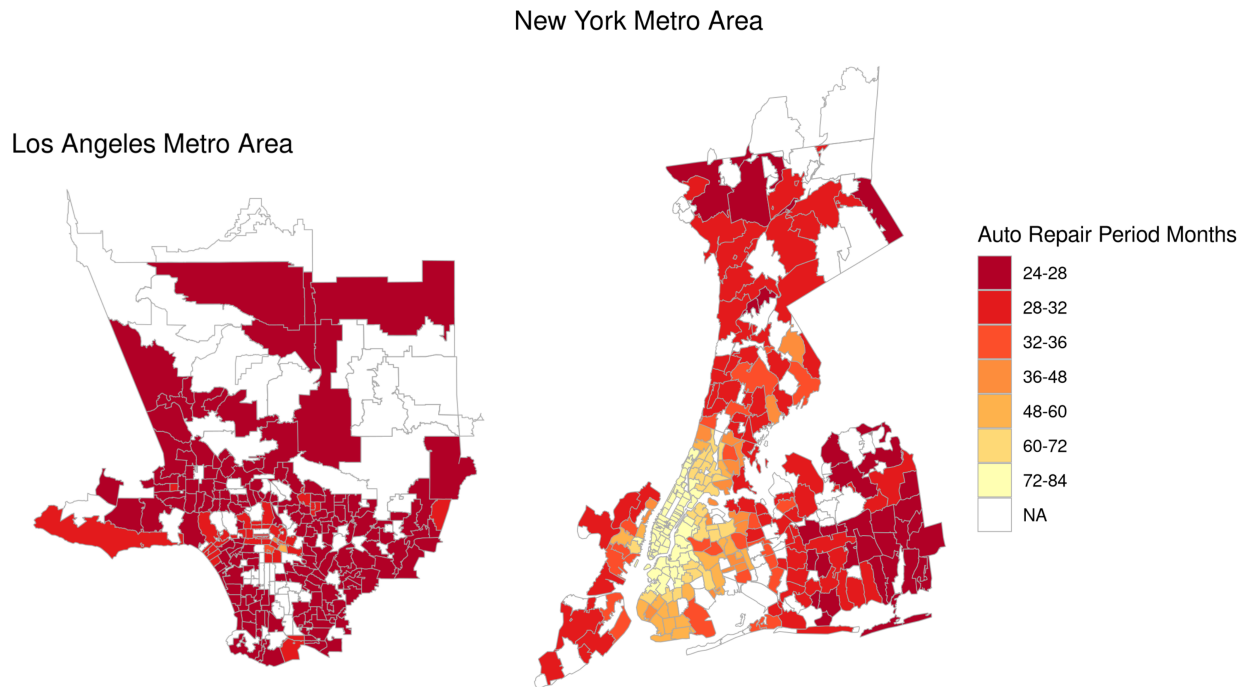 New York Metro Area
Los Angeles Metro Area
Auto Repair Period Months
24-28
28-32
32-36
36-48
48-60
60-72
72-84
NA